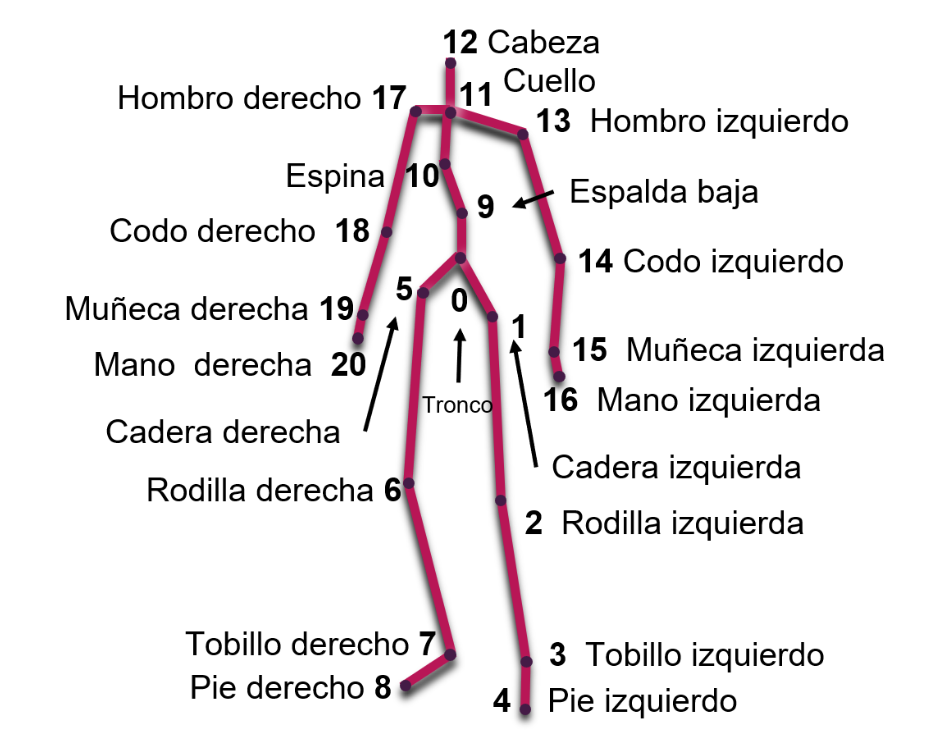 12 Cabeza
Cuello
Hombro derecho 17
11
13 Hombro izquierdo
Espina 10
9
Espalda baja
Codo derecho 18
14 Codo izquierdo
5
0
Muñeca derecha 19
1
15 Muñeca izquierda
Mano derecha 20
16 Mano izquierda
Tronco
Cadera derecha
Cadera izquierda
Rodilla derecha 6
2 Rodilla izquierda
Tobillo derecho 7
3 Tobillo izquierdo
Pie derecho 8
4 Pie izquierdo